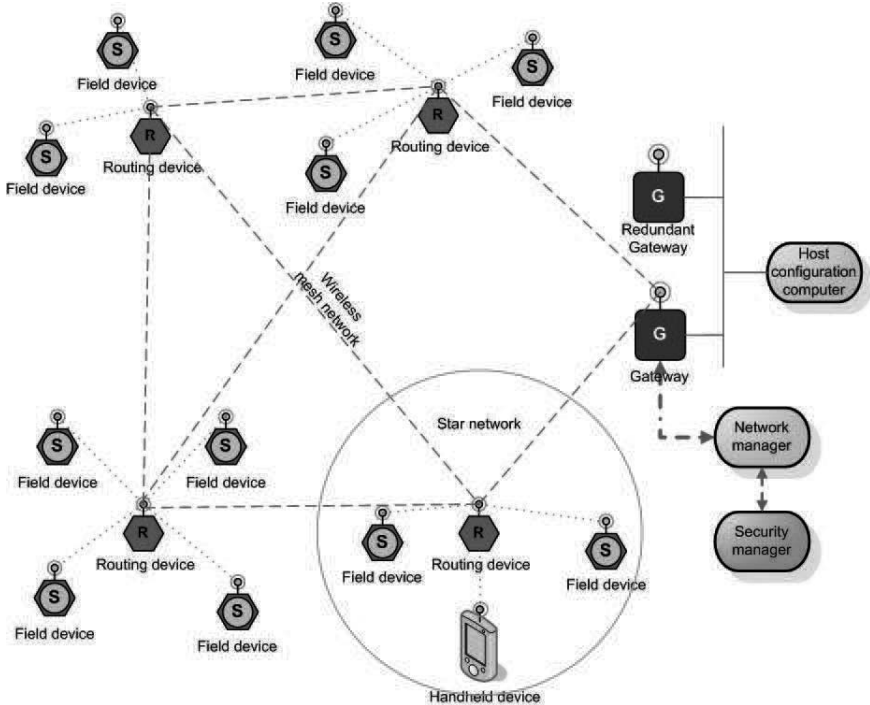 S
Field device
S
Field device
S
Field device
S
Field device
R
Routing device
R
Routing device
S
Field device
S
Field device
G
Redundant
Gateway
Host
configuration
computer
Wireless
mesh network
G
Gateway
Star network
Network
manager
S
Field device
S
Field device
R
Routing device
S
Field device
R
Routing device
S
Field device
Security
manager
S
Field device
S
Field device
Handheld device